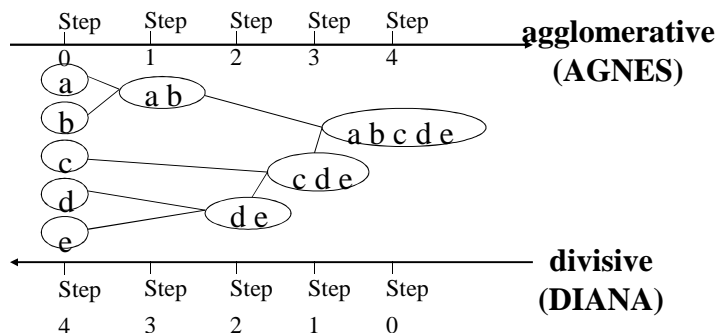 Step Step Step Step Step
0 1 2 3 4
agglomerative
(AGNES)
a
a b
b
a b c d e
c
c d e
d
d e
e
divisive
(DIANA)
Step Step Step Step Step
4 3 2 1 0